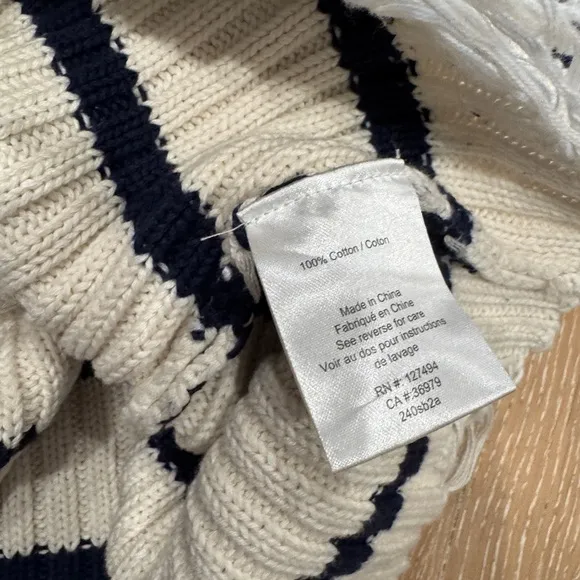 100% Cotton / Coton
Made in China
Fabriqué en Chine
See reverse for care
Voir au dos pour instructions
de lavage
RN #: 127494
CA #:36979
240sb2a